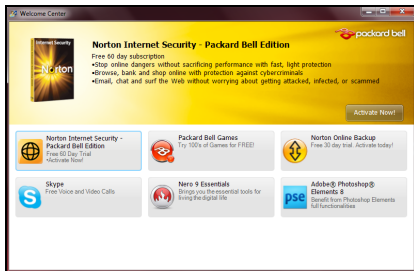 Welcome Center
packard bell
Internet Security
Norton
Norton Internet Security - Packard Bell Edition
Free 60 day subscription
•Stop online dangers without sacrificing performance with fast, light protection
•Browse, bank and shop online with protection against cybercriminals
•Email, chat and surf the Web without worrying about getting attacked, infected, or scammed
Activate Now!
Norton Internet Security -
Packard Bell Edition
Free 60 Day Trial
•Activate Now!
Packard Bell Games
Try 100's of Games for FREE!
Norton Online Backup
Free 30 day trial. Activate today!
Skype
Free Voice and Video Calls
Nero 9 Essentials
Brings you the essential tools for
living the digital life
pse
Adobe® Photoshop®
Elements 8
Benefit from Photoshop Elements
full functionalities